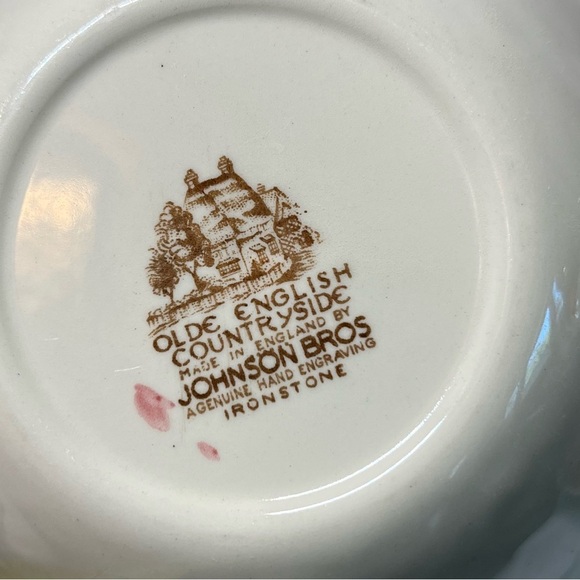 OLDE ENGLISH
COUNTRYSIDE
MADE IN ENGLAND BY
JOHNSON BROS
A GENUINE HAND ENGRAVING
IRONSTONE